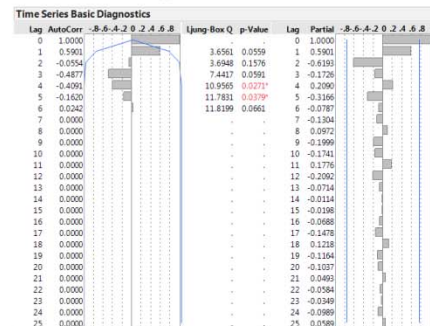 Time Series Basic Diagnostics
Lag AutoCorr -.8-.6-.4-.2 0 .2 .4 .6 .8 Ljung-Box Q p-Value Lag Partial -.8-.6-.4-.2 0 .2 .4 .6 .8
0 1.0000 . . 0 1.0000
1 0.5901 3.6561 0.0559 1 0.5901
2 -0.0554 3.6948 0.1576 2 -0.6193
3 -0.4877 7.4417 0.0591 3 -0.1726
4 -0.4091 10.9565 0.0271* 4 0.2090
5 -0.1620 11.7831 0.0379* 5 -0.3166
6 0.0242 11.8199 0.0661 6 -0.0787
7 0.0000 . . 7 -0.1304
8 0.0000 . . 8 0.0972
9 0.0000 . . 9 -0.1999
10 0.0000 . . 10 -0.1741
11 0.0000 . . 11 0.1776
12 0.0000 . . 12 -0.2092
13 0.0000 . . 13 -0.0714
14 0.0000 . . 14 -0.0114
15 0.0000 . . 15 -0.0198
16 0.0000 . . 16 -0.0688
17 0.0000 . . 17 -0.1478
18 0.0000 . . 18 0.1218
19 0.0000 . . 19 -0.1164
20 0.0000 . . 20 -0.1037
21 0.0000 . . 21 0.0493
22 0.0000 . . 22 -0.0584
23 0.0000 . . 23 -0.0349
24 0.0000 . . 24 -0.0989
25 0.0000 . . 25 0.0589